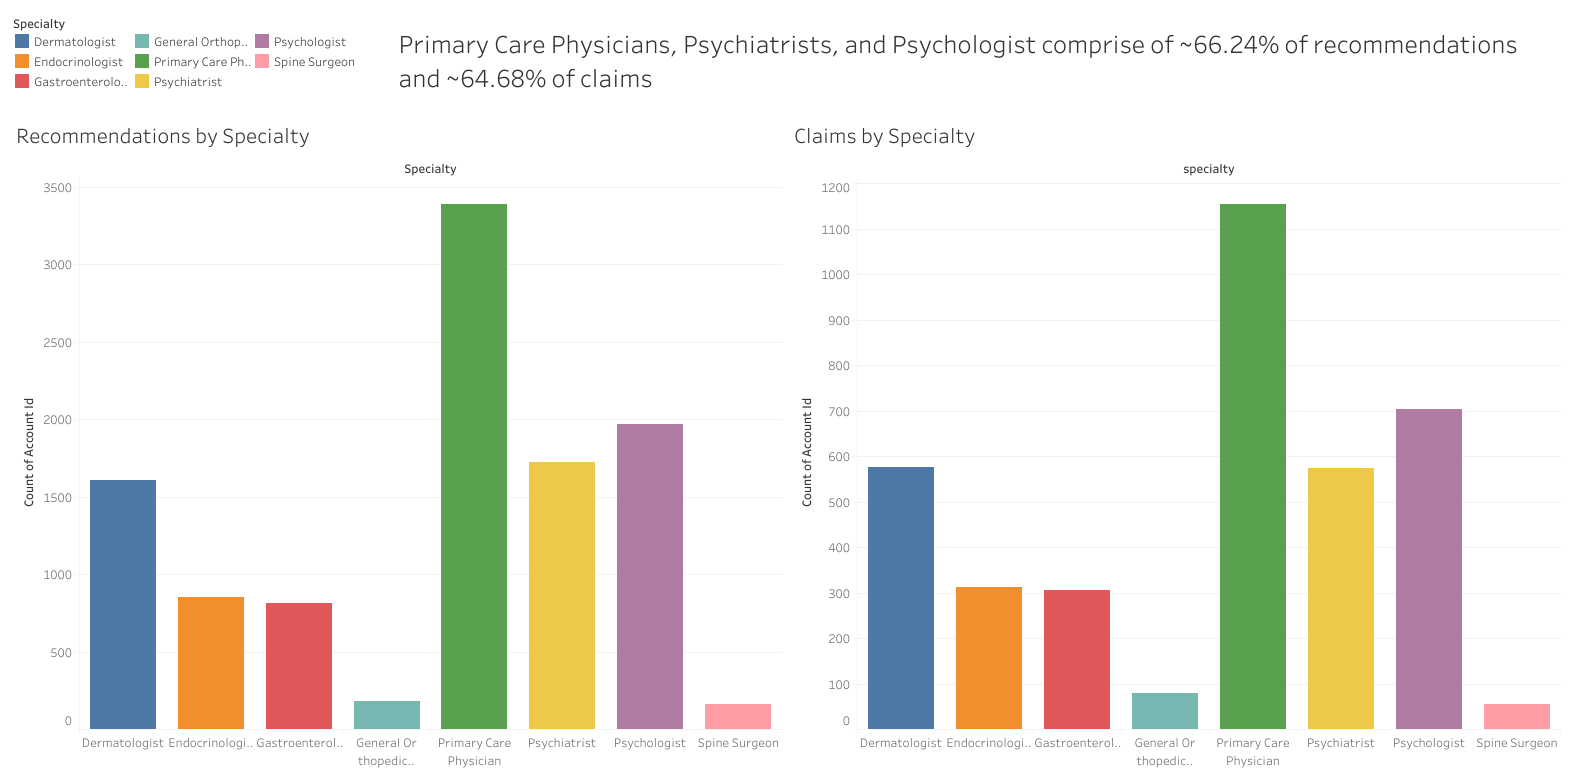 Specialty
Dermatologist
General Orthop..
Psychologist
Endocrinologist
Primary Care Ph..
Spine Surgeon
Gastroenterolo..
Psychiatrist
Primary Care Physicians, Psychiatrists, and Psychologist comprise of ~66.24% of recommendations
and ~64.68% of claims
Recommendations by Specialty
Specialty
Count of Account Id
3500
3000
2500
2000
1500
1000
500
0
Dermatologist
Endocrinologi..
Gastroenterol..
General Or
thopedic..
Primary Care
Physician
Psychiatrist
Psychologist
Spine Surgeon
Claims by Specialty
specialty
Count of Account Id
1200
1100
1000
900
800
700
600
500
400
300
200
100
0
Dermatologist
Endocrinologi..
Gastroenterol..
General Or
thopedic..
Primary Care
Physician
Psychiatrist
Psychologist
Spine Surgeon